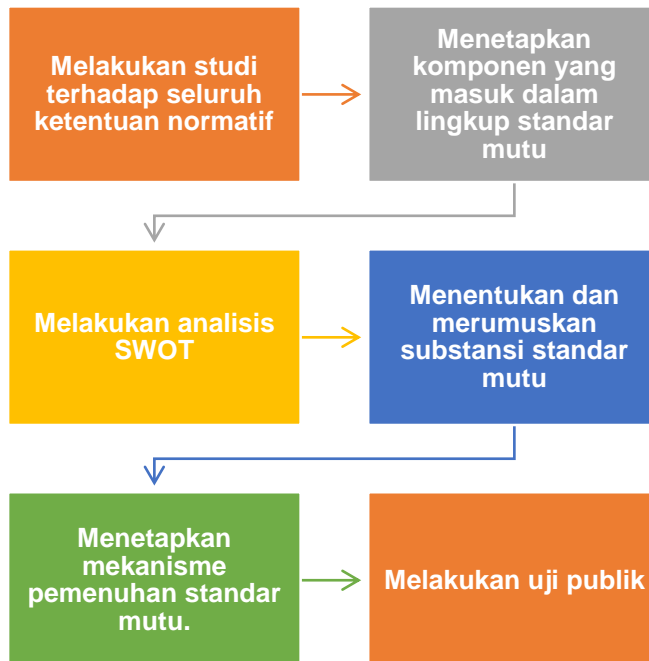 Melakukan studi
terhadap seluruh
ketentuan normatif
Menetapkan
komponen yang
masuk dalam
lingkup standar
mutu
Melakukan analisis
SWOT
Menentukan dan
merumuskan
substansi standar
mutu
Menetapkan
mekanisme
pemenuhan standar
mutu.
Melakukan uji publik